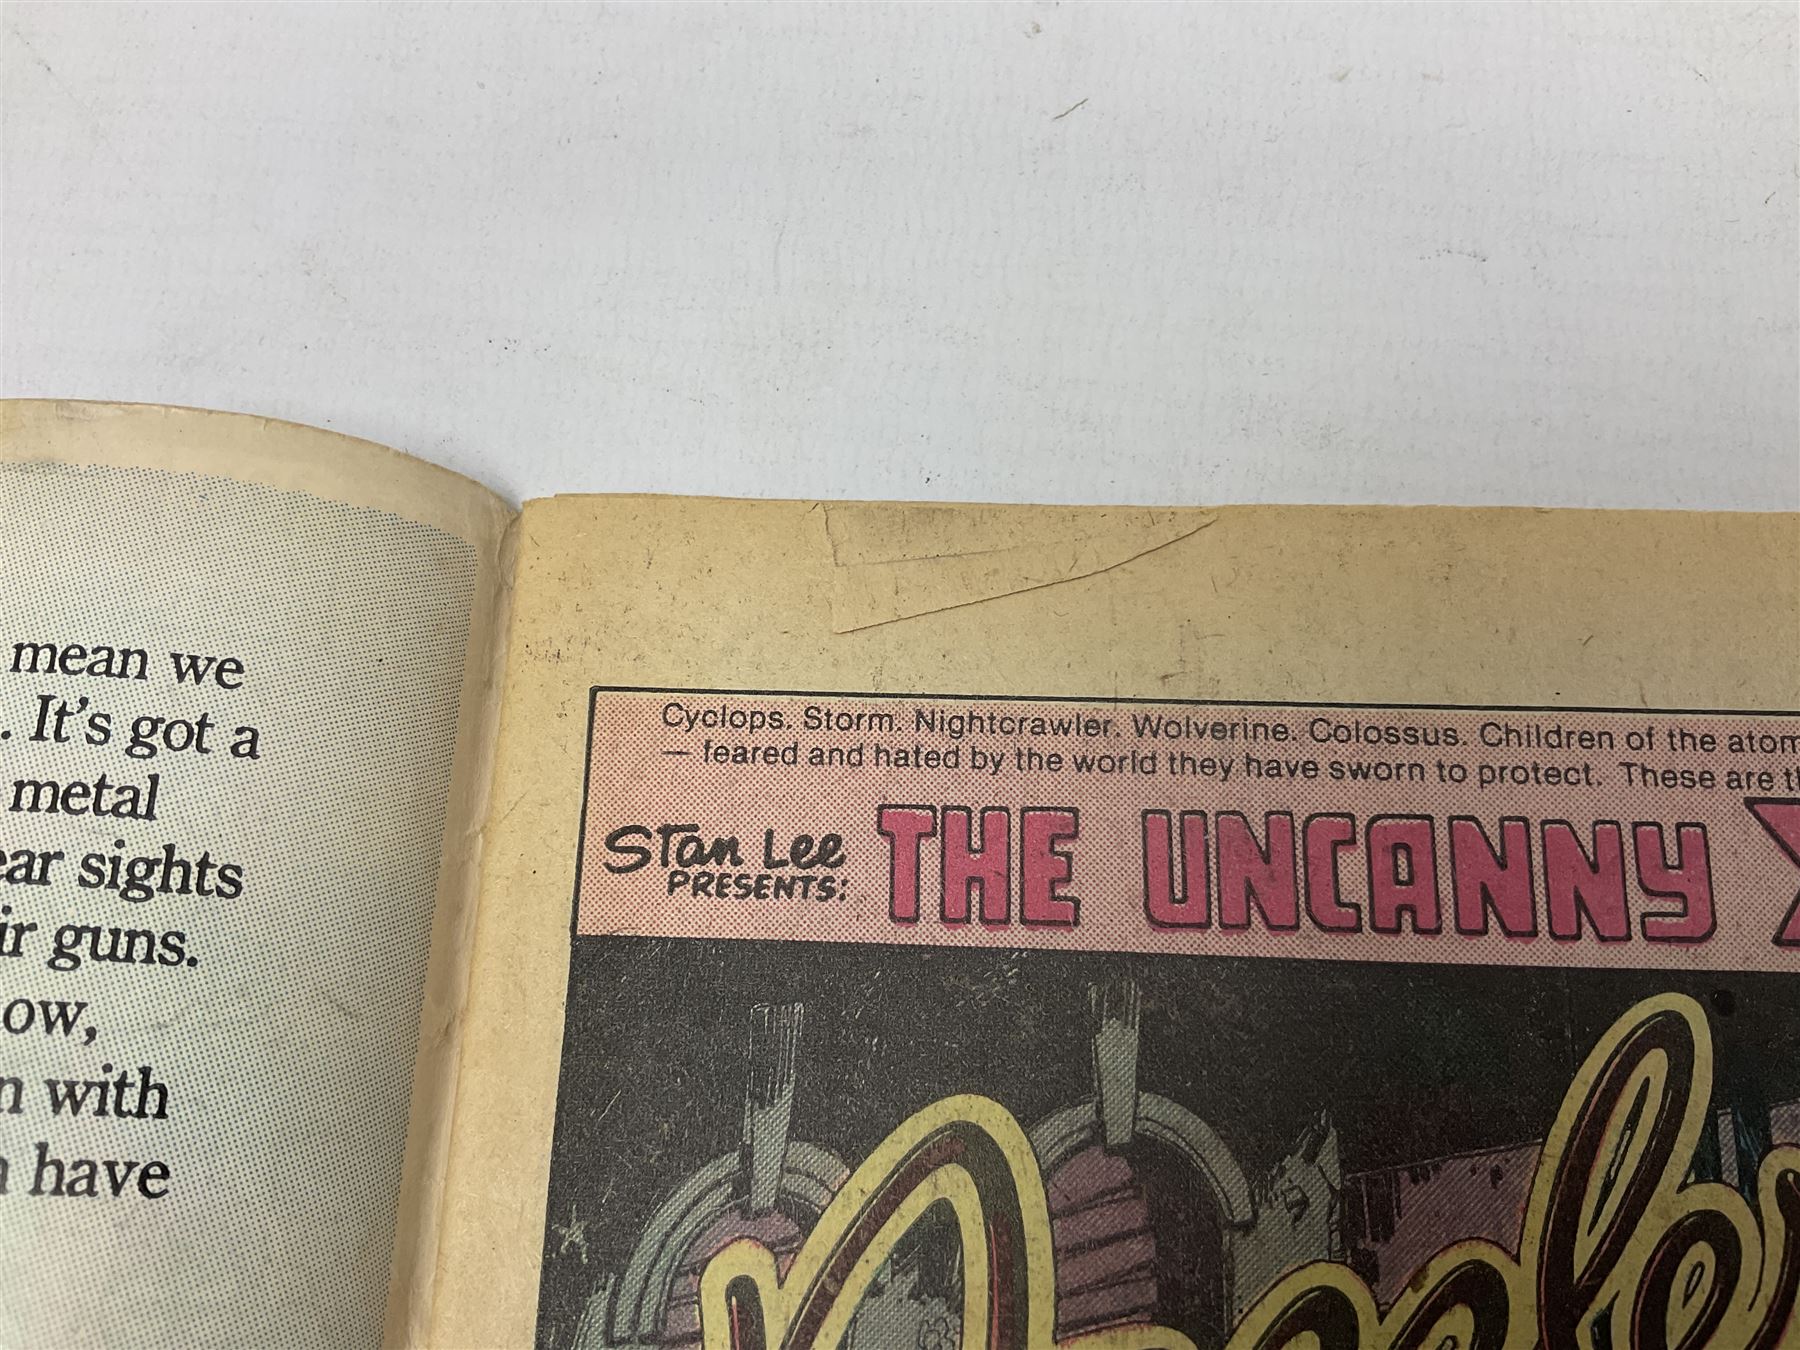 mean we
. It's got a
metal
ear sights
ir guns.
ow,
n with
have
Cyclops. Storm. Nightcrawler. Wolverine. Colossus. Children of the atom
— feared and hated by the world they have sworn to protect. These are th
Stan Lee
PRESENTS:
THE UNCANNY X